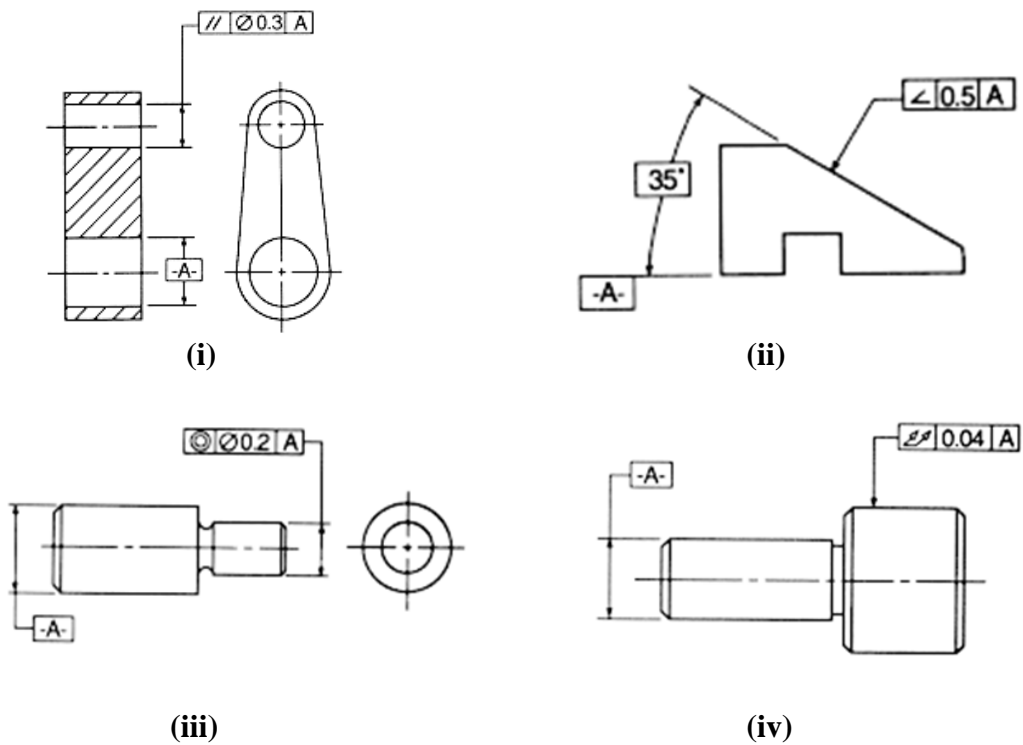 // ⌀0.3 A
-A-
(i)
∠ 0.5 A
35°
-A-
(ii)
◎ ⌀0.2 A
-A-
(iii)
⌰ 0.04 A
-A-
(iv)